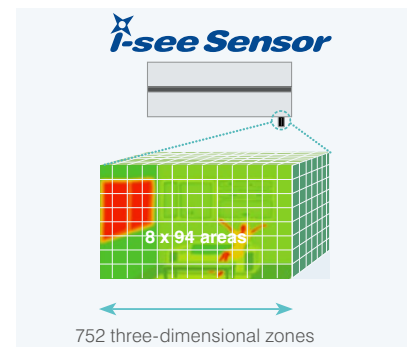 i-see Sensor
8 x 94 areas
752 three-dimensional zones